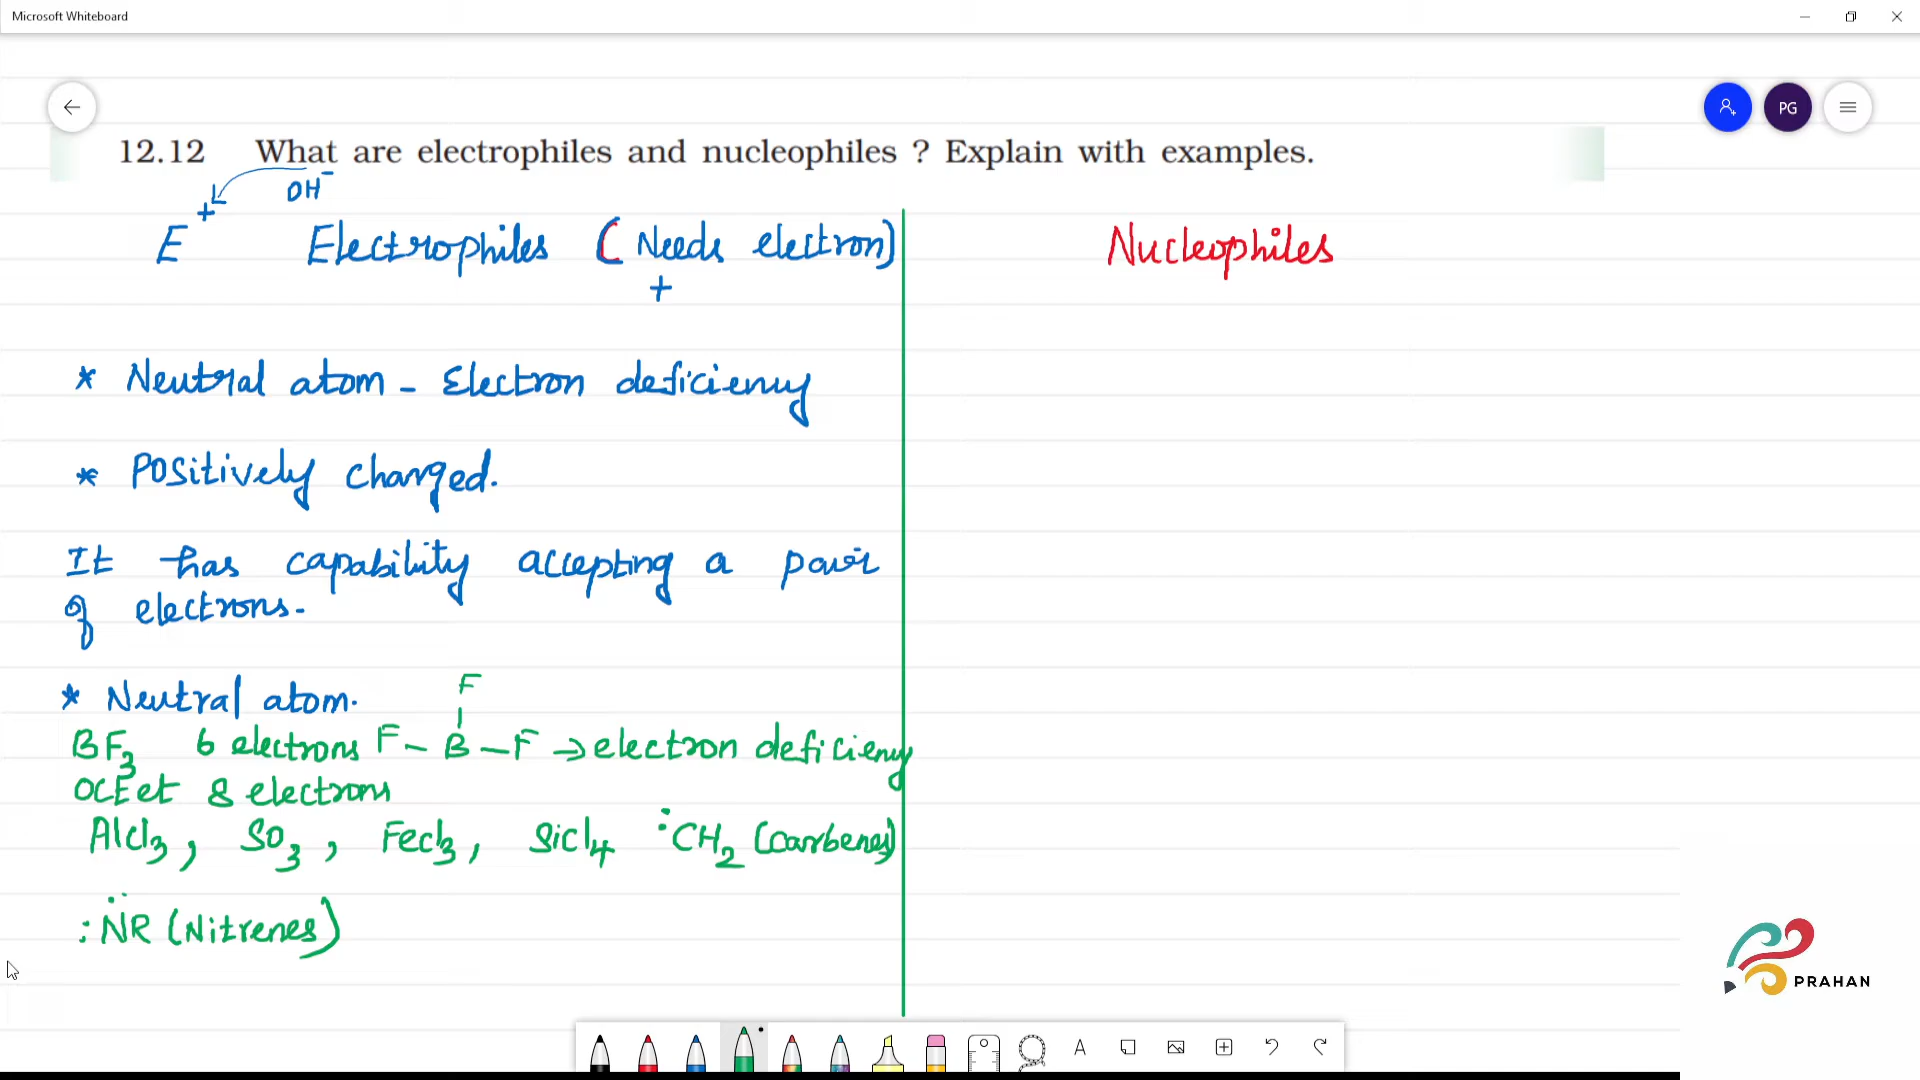 Microsoft Whiteboard
PG
12.12 What are electrophiles and nucleophiles ? Explain with examples.
OH⁻
E⁺ Electrophiles (Needs electron)
+
Nucleophiles
* Neutral atom - Electron deficiency
* Positively charged.
It has capability accepting a pair
of electrons.
* Neutral atom.
F
|
BF₃ 6 electrons F - B - F → electron deficiency
OCtet 8 electrons
AlCl₃, SO₃, Fecl₃, Sicl₄ :CH₂ (Carbenes)
:N̈R (Nitrenes)
PRAHAN
A